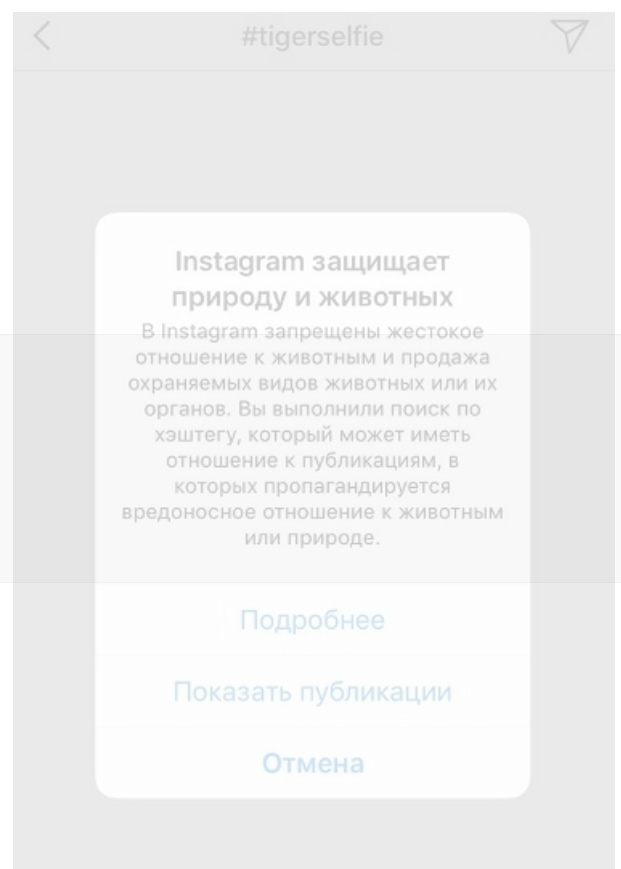 #tigerselfie
Instagram защищает
природу и животных
В Instagram запрещены жестокое
отношение к животным и продажа
охраняемых видов животных или их
органов. Вы выполнили поиск по
хэштегу, который может иметь
отношение к публикациям, в
которых пропагандируется
вредоносное отношение к животным
или природе.
Подробнее
Показать публикации
Отмена